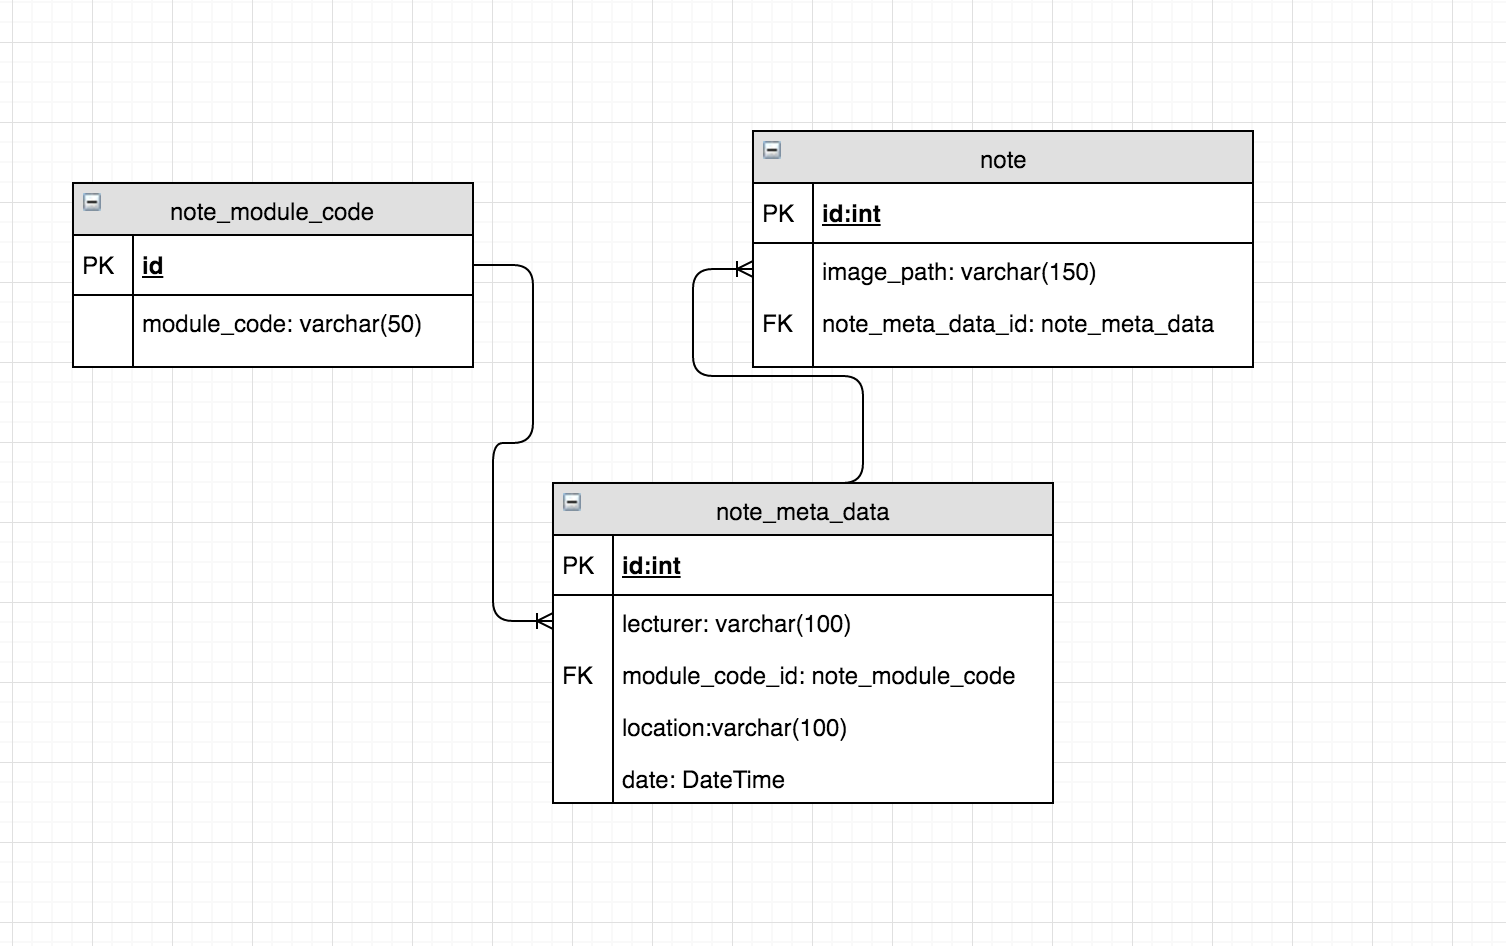 note_module_code
PK id
module_code: varchar(50)
note
PK id:int
image_path: varchar(150)
FK note_meta_data_id: note_meta_data
note_meta_data
PK id:int
lecturer: varchar(100)
FK module_code_id: note_module_code
location:varchar(100)
date: DateTime